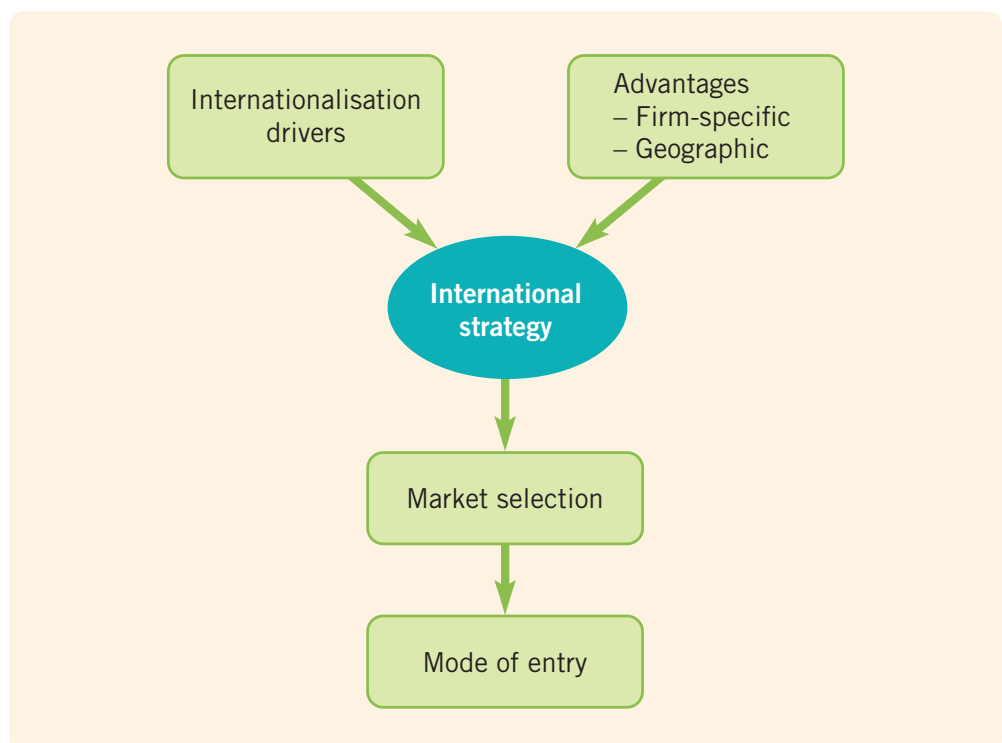 Internationalisation
drivers
Advantages
– Firm-specific
– Geographic
International
strategy
Market selection
Mode of entry